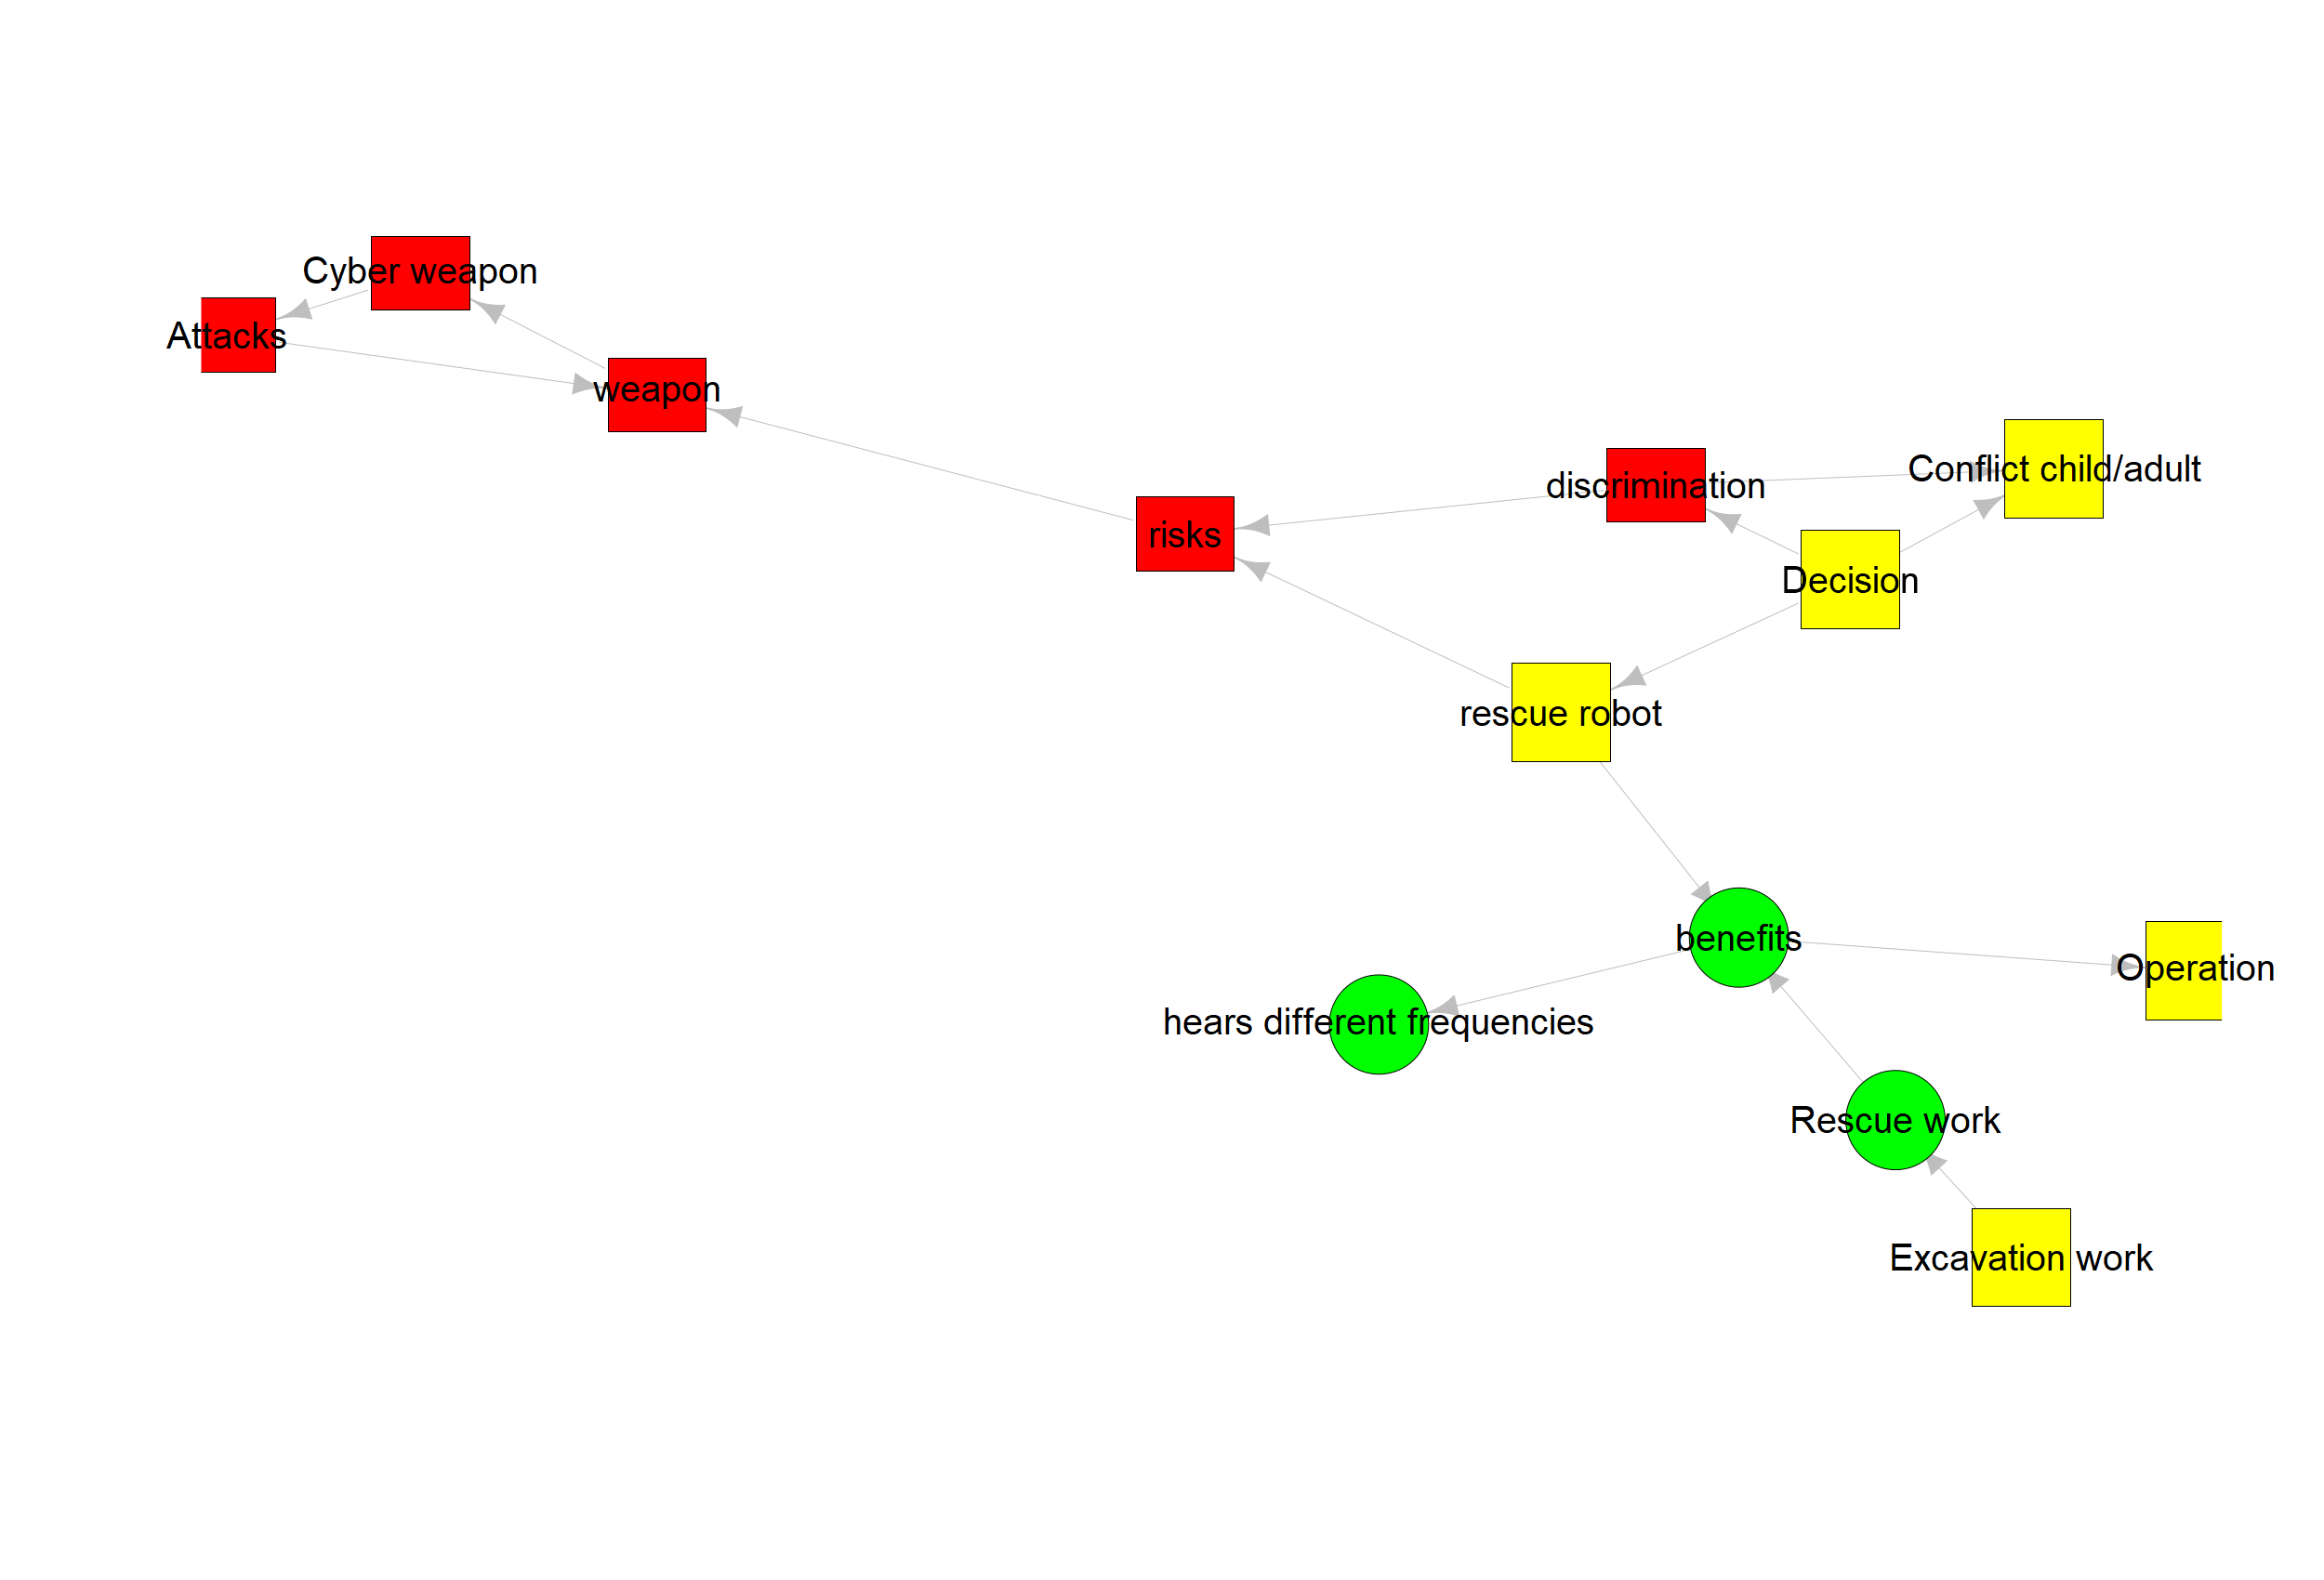 Cyber weapon
Attacks
weapon
Conflict child/adult
discrimination
risks
Decision
rescue robot
benefits
Operation
hears different frequencies
Rescue work
Excavation work